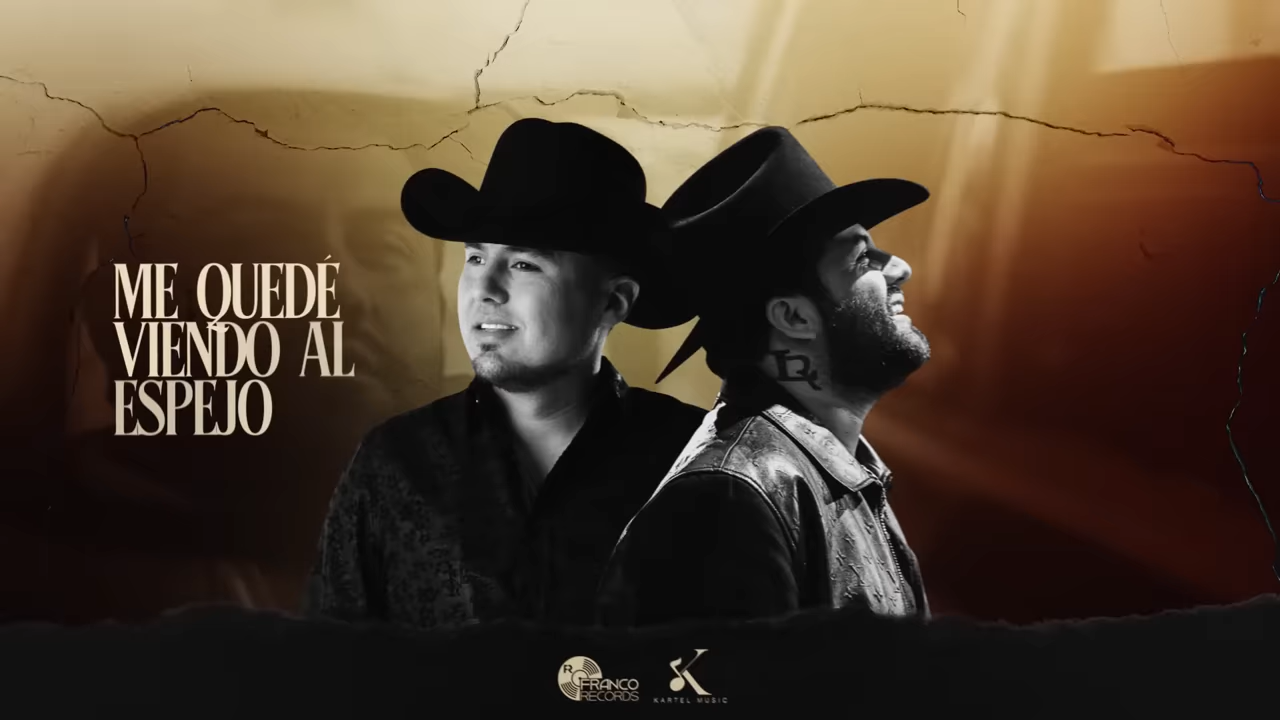 ME QUEDÉ
VIENDO AL
ESPEJO
R
FRANCO
RECORDS
K
KARTEL MUSIC